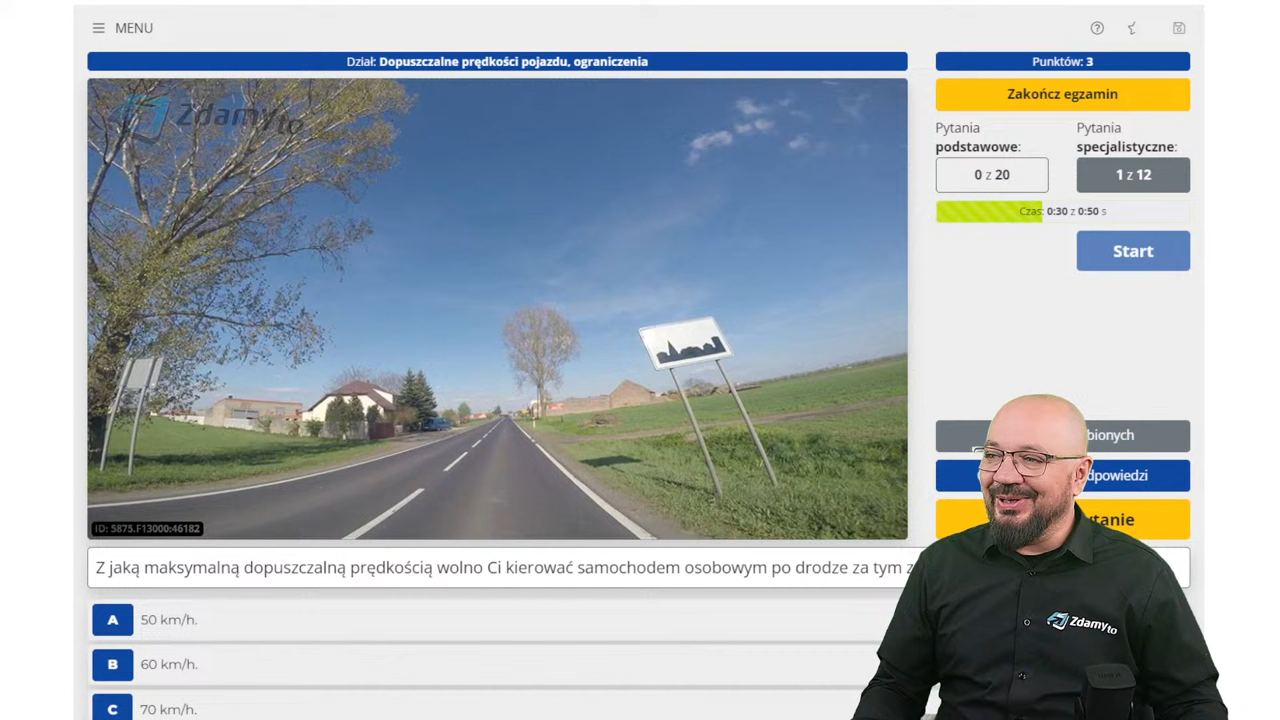 MENU
Dział: Dopuszczalne prędkości pojazdu, ograniczenia
Punktów: 3
Zdamyto
Zakończ egzamin
Pytania podstawowe:
Pytania specjalistyczne:
0 z 20
1 z 12
Czas: 0:30 z 0:50 s
Start
ID: 5875.F13000:46182
Z jaką maksymalną dopuszczalną prędkością wolno Ci kierować samochodem osobowym po drodze za tym
A 50 km/h.
B 60 km/h.
C 70 km/h.
Zdamyto